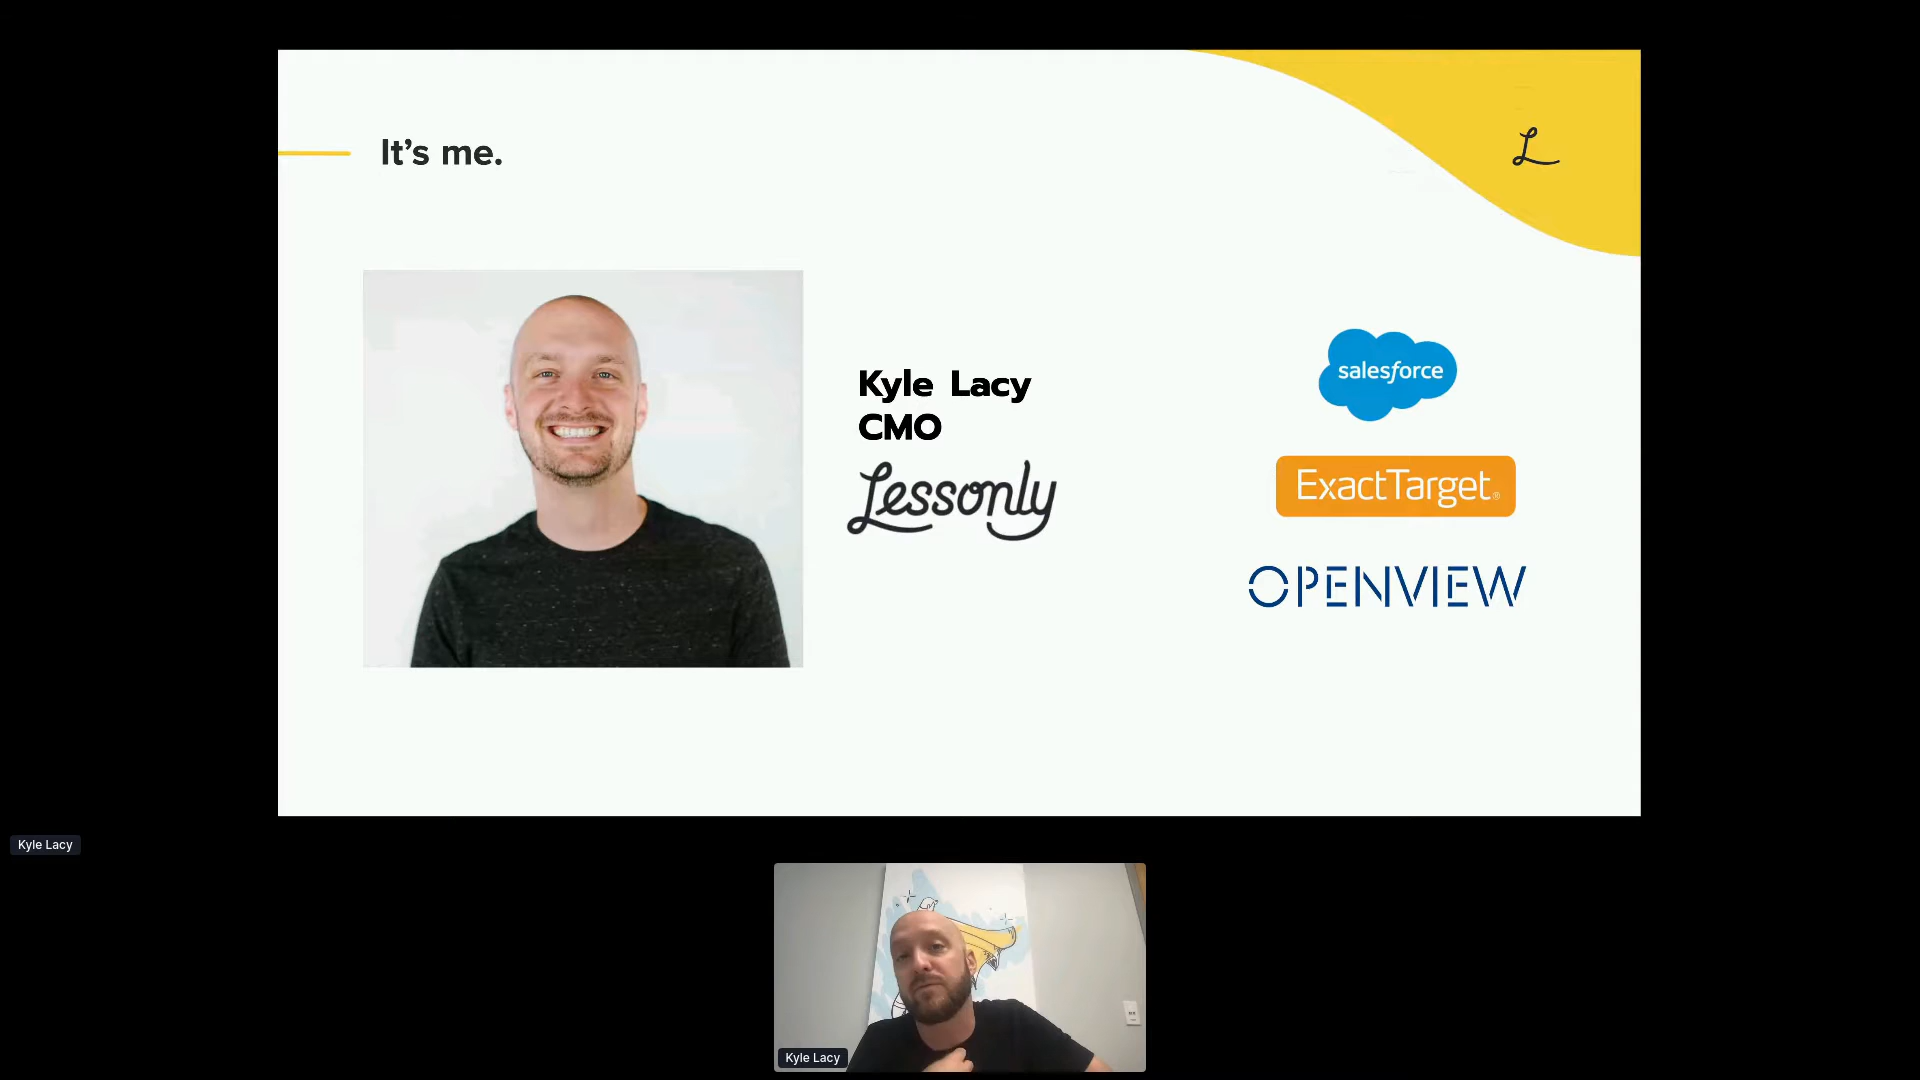 It’s me.
L
Kyle Lacy
CMO
Lessonly
salesforce
ExactTarget®
OPENVIEW
Kyle Lacy
Kyle Lacy